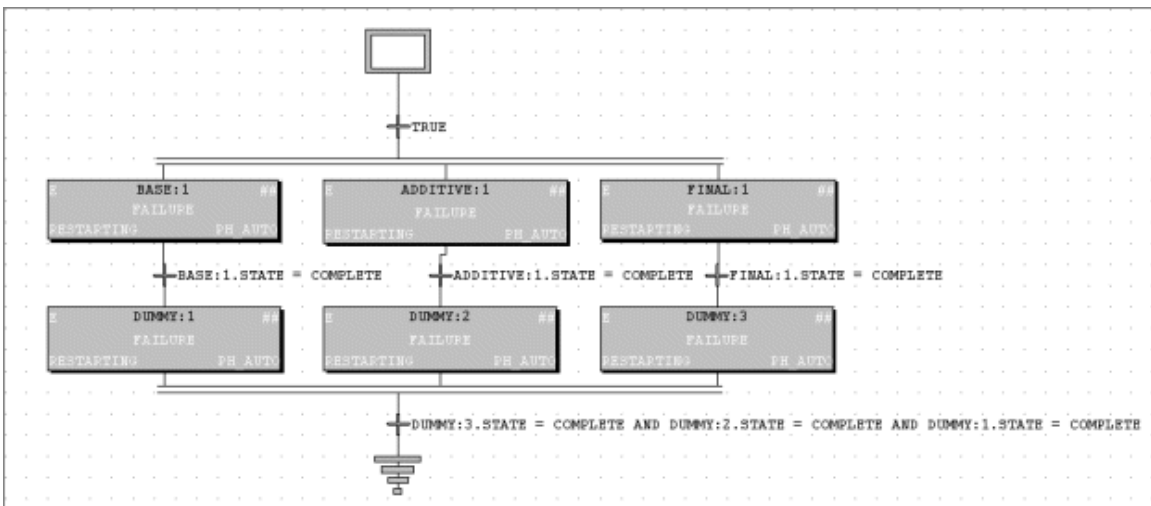 TRUE
BASE:1
E ##
FAILURE
RESTARTING PH_AUTO
ADDITIVE:1
E ##
FAILURE
RESTARTING PH_AUTO
FINAL:1
E ##
FAILURE
RESTARTING PH_AUTO
BASE:1.STATE = COMPLETE
ADDITIVE:1.STATE = COMPLETE
FINAL:1.STATE = COMPLETE
DUMMY:1
E ##
FAILURE
RESTARTING PH_AUTO
DUMMY:2
E ##
FAILURE
RESTARTING PH_AUTO
DUMMY:3
E ##
FAILURE
RESTARTING PH_AUTO
DUMMY:3.STATE = COMPLETE AND DUMMY:2.STATE = COMPLETE AND DUMMY:1.STATE = COMPLETE